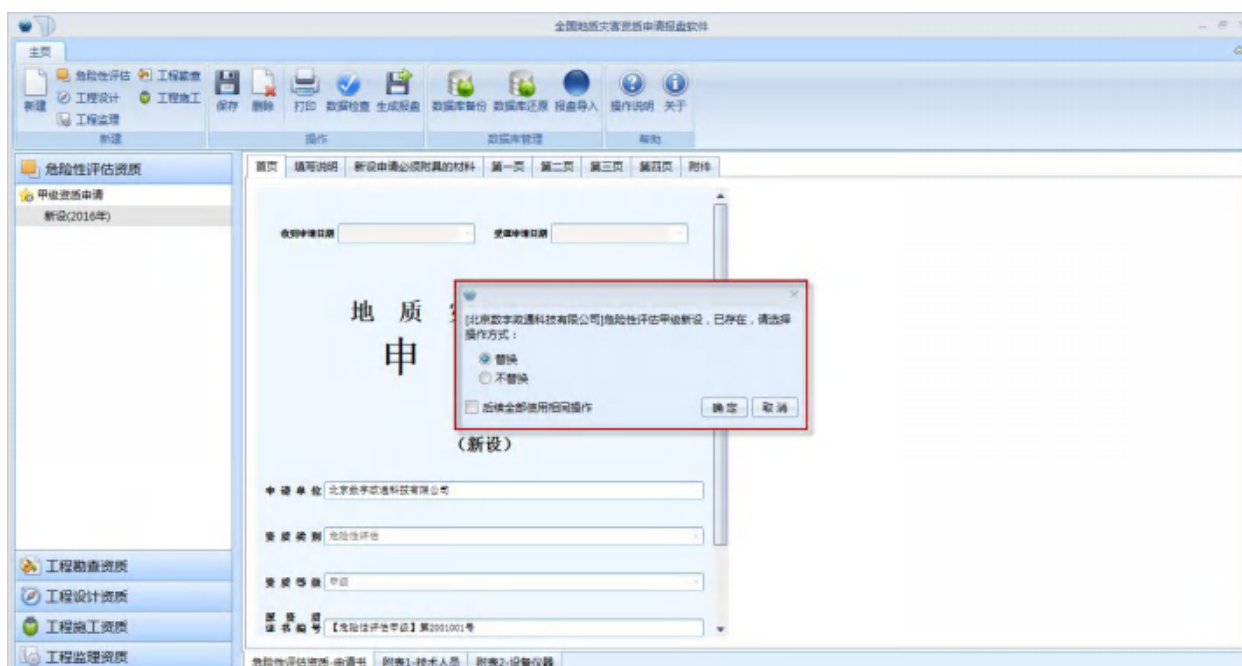 全国地质灾害资质申请报盘软件
主页
新建
危险性评估 工程勘查
工程设计 工程施工
工程监理
保存 删除 打印 数据检查 生成报盘 数据库备份 数据库还原 报盘导入 操作说明 关于
新建 操作 数据库管理 帮助
危险性评估资质
甲级资质申请
新设(2016年)
工程勘查资质
工程设计资质
工程施工资质
工程监理资质
首页 填写说明 新设申请必须附具的材料 第一页 第二页 第三页 第四页 附件
收到申请日期 受理申请日期
地 质
申
[北京数字政通科技有限公司]危险性评估甲级新设，已存在，请选择
操作方式：
替换
不替换
后续全部使用相同操作 确定 取消
（新设）
申请单位 北京数字政通科技有限公司
资质类别 危险性评估
资质等级 甲级
原资质
证书编号 【危险性评估甲级】第2001001号
危险性评估资质-申请书 附表1-技术人员 附表2-设备仪器